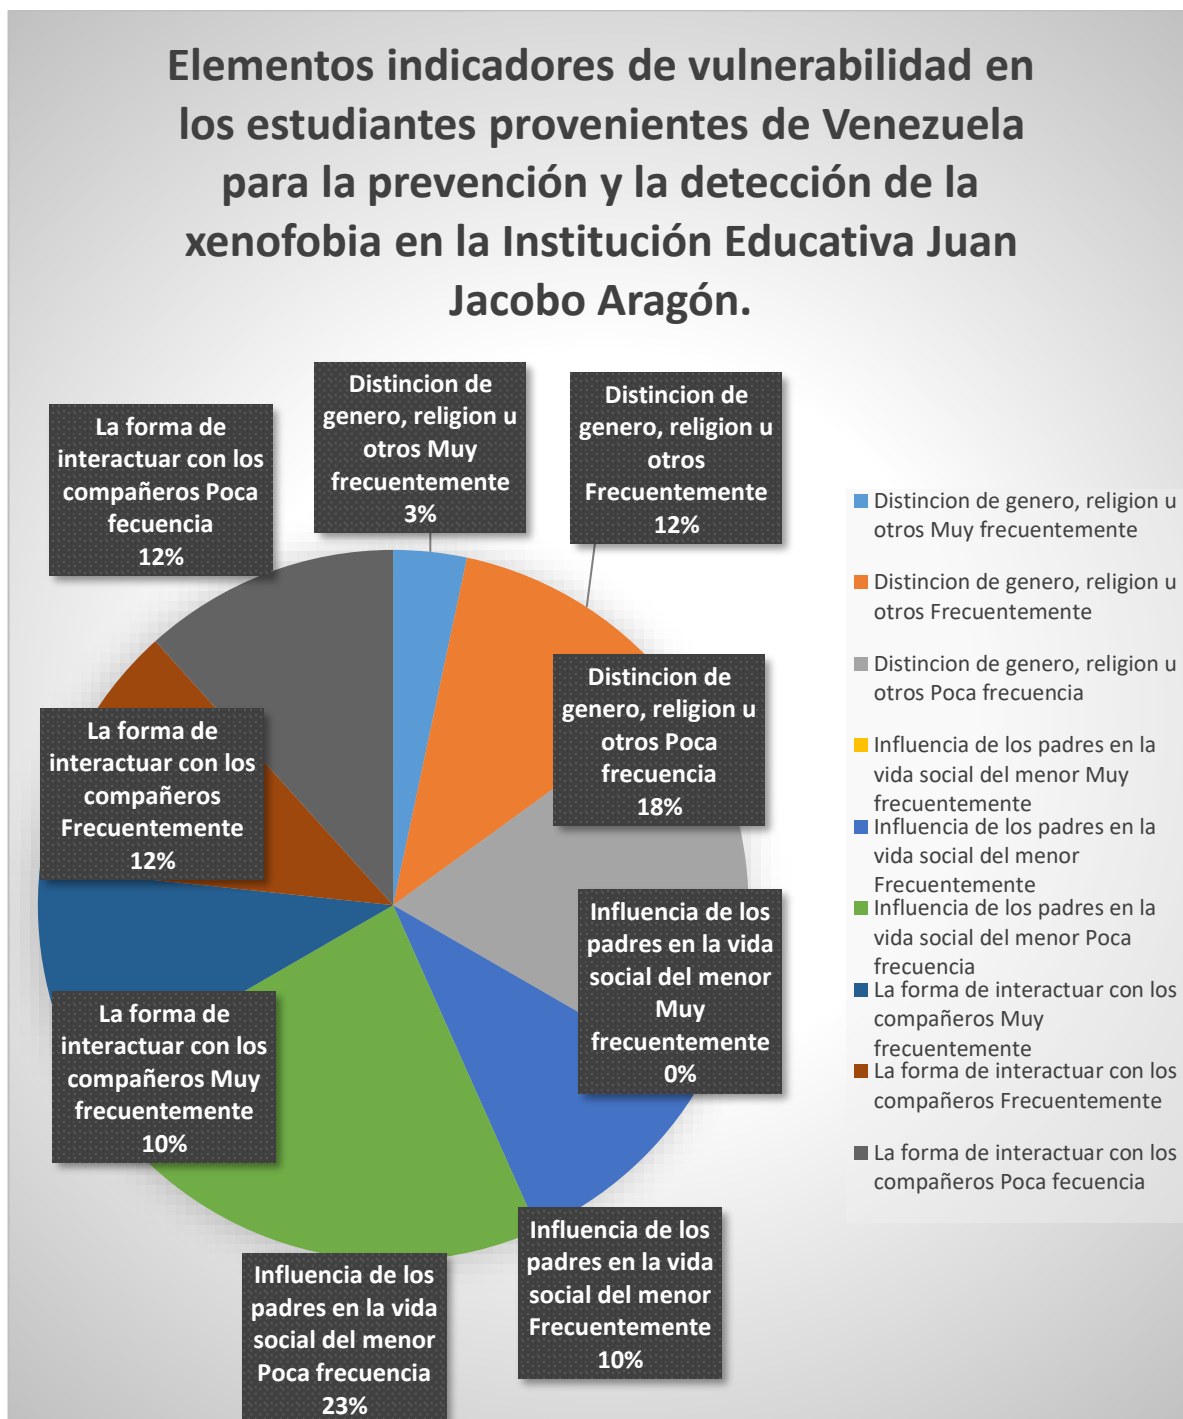 Elementos indicadores de vulnerabilidad en
los estudiantes provenientes de Venezuela
para la prevención y la detección de la
xenofobia en la Institución Educativa Juan
Jacobo Aragón.
Distincion de
genero, religion u
otros Muy
frecuentemente
3%
Distincion de
genero, religion u
otros
Frecuentemente
12%
La forma de
interactuar con los
compañeros Poca
fecuencia
12%
Distincion de
genero, religion u
otros Poca
frecuencia
18%
La forma de
interactuar con los
compañeros
Frecuentemente
12%
Influencia de los
padres en la vida
social del menor
Muy
frecuentemente
0%
La forma de
interactuar con los
compañeros Muy
frecuentemente
10%
Influencia de los
padres en la vida
social del menor
Frecuentemente
10%
Influencia de los
padres en la vida
social del menor
Poca frecuencia
23%
Distincion de genero, religion u
otros Muy frecuentemente
Distincion de genero, religion u
otros Frecuentemente
Distincion de genero, religion u
otros Poca frecuencia
Influencia de los padres en la
vida social del menor Muy
frecuentemente
Influencia de los padres en la
vida social del menor
Frecuentemente
Influencia de los padres en la
vida social del menor Poca
frecuencia
La forma de interactuar con los
compañeros Muy
frecuentemente
La forma de interactuar con los
compañeros Frecuentemente
La forma de interactuar con los
compañeros Poca fecuencia